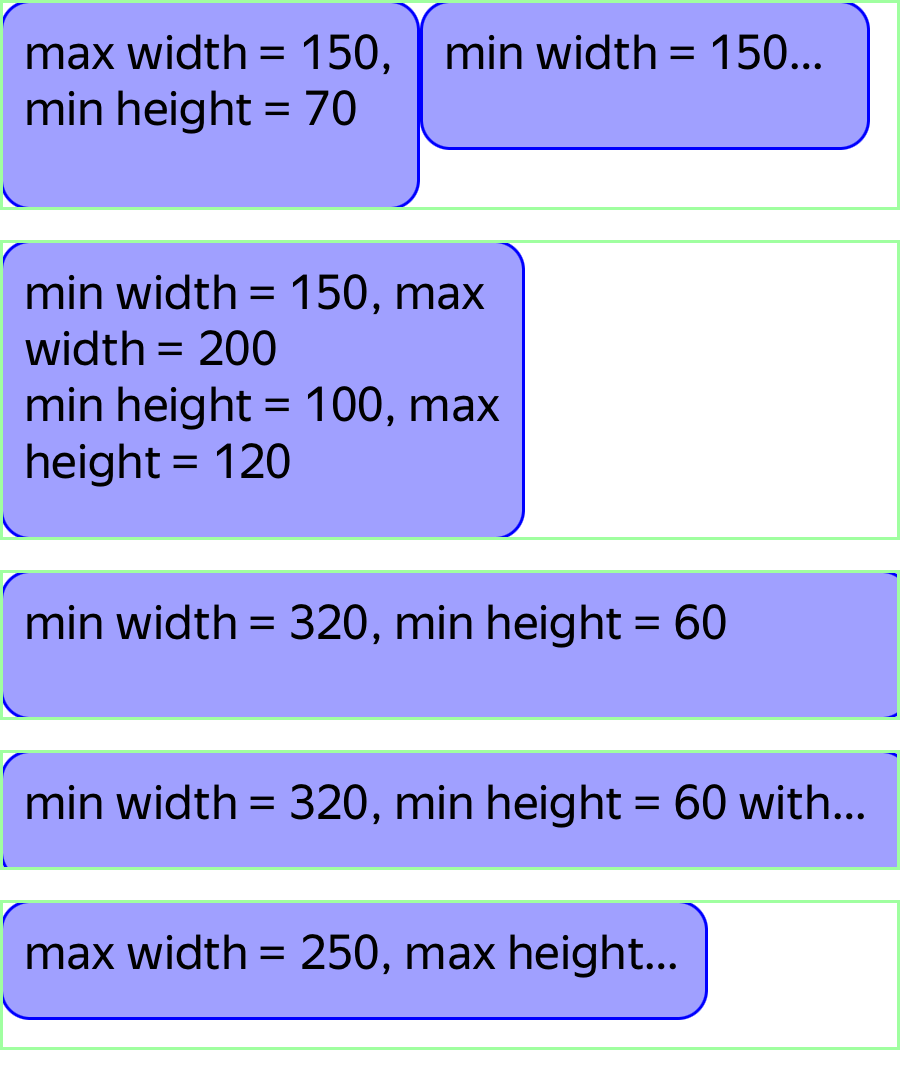 max width = 150,
min height = 70
min width = 150...
min width = 150, max
width = 200
min height = 100, max
height = 120
min width = 320, min height = 60
min width = 320, min height = 60 with...
max width = 250, max height...